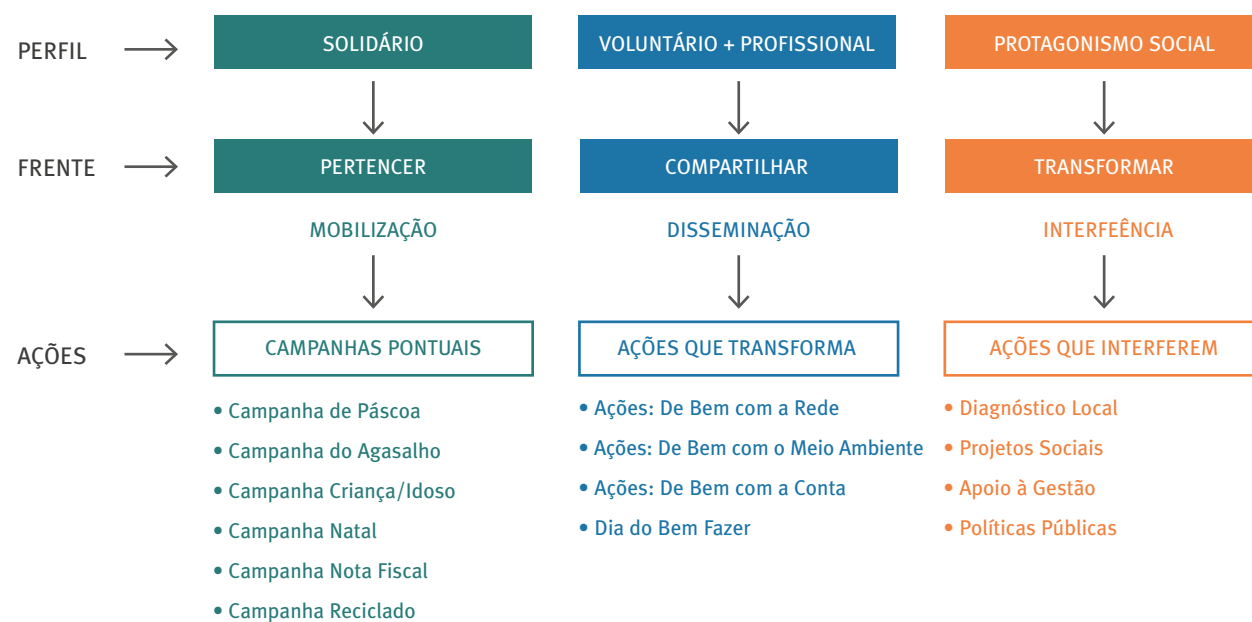 PERFIL
SOLIDÁRIO
VOLUNTÁRIO + PROFISSIONAL
PROTAGONISMO SOCIAL
FRENTE
PERTENCER
COMPARTILHAR
TRANSFORMAR
MOBILIZAÇÃO
DISSEMINAÇÃO
INTERFEÊNCIA
AÇÕES
CAMPANHAS PONTUAIS
AÇÕES QUE TRANSFORMA
AÇÕES QUE INTERFEREM
• Campanha de Páscoa
• Campanha do Agasalho
• Campanha Criança/Idoso
• Campanha Natal
• Campanha Nota Fiscal
• Campanha Reciclado
• Ações: De Bem com a Rede
• Ações: De Bem com o Meio Ambiente
• Ações: De Bem com a Conta
• Dia do Bem Fazer
• Diagnóstico Local
• Projetos Sociais
• Apoio à Gestão
• Políticas Públicas